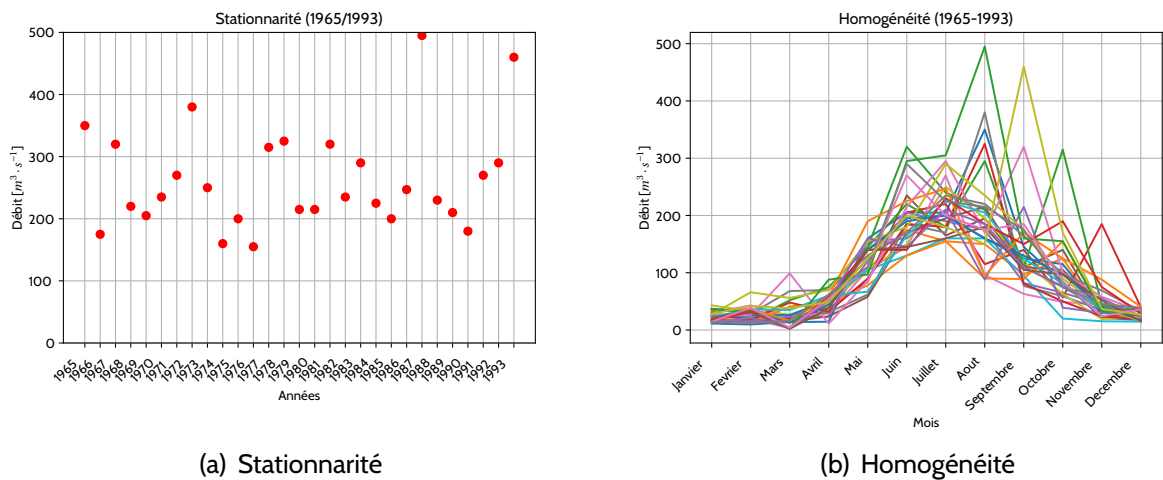 Stationnarité (1965/1993)
500
400
300
200
100
0
Débit [m³ · s⁻¹]
1965
1966
1967
1968
1969
1970
1971
1972
1973
1974
1975
1976
1977
1978
1979
1980
1981
1982
1983
1984
1985
1986
1987
1988
1989
1990
1991
1992
1993
Années
(a) Stationnarité
Homogénéité (1965-1993)
500
400
300
200
100
0
Débit [m³ · s⁻¹]
Janvier
Fevrier
Mars
Avril
Mai
Juin
Juillet
Aout
Septembre
Octobre
Novembre
Decembre
Mois
(b) Homogénéité